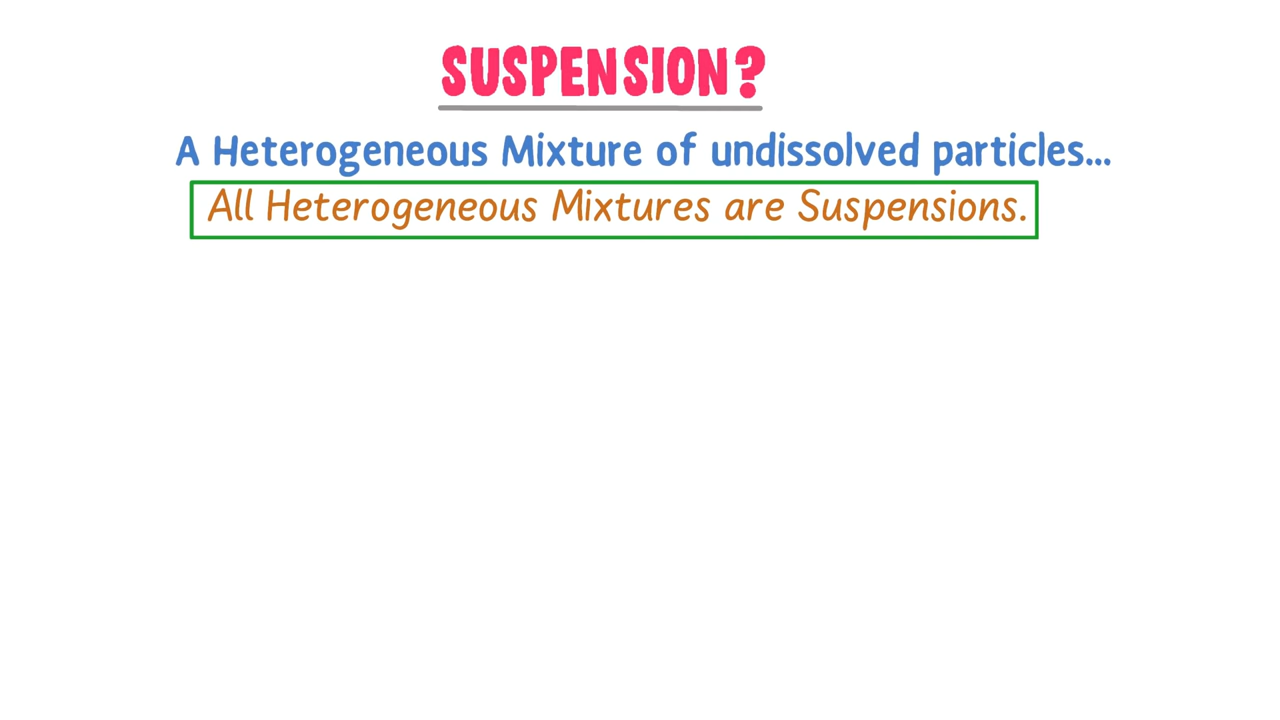 SUSPENSION?
A Heterogeneous Mixture of undissolved particles...
All Heterogeneous Mixtures are Suspensions.